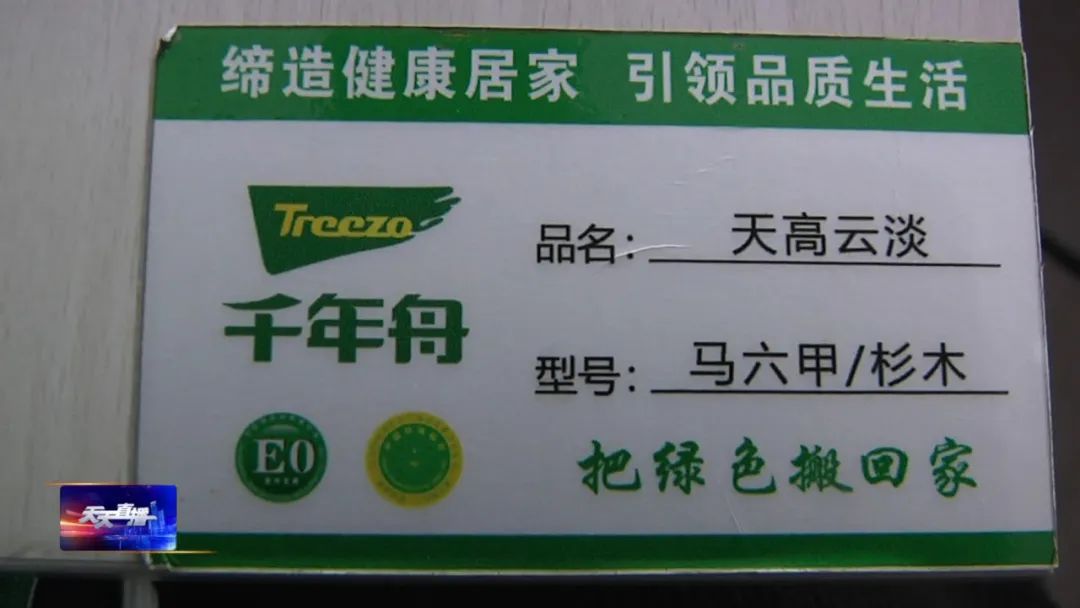 缔造健康居家 引领品质生活
Treezo
千年舟
品名：天高云淡
型号：马六甲/杉木
E0
把绿色搬回家
天天直播